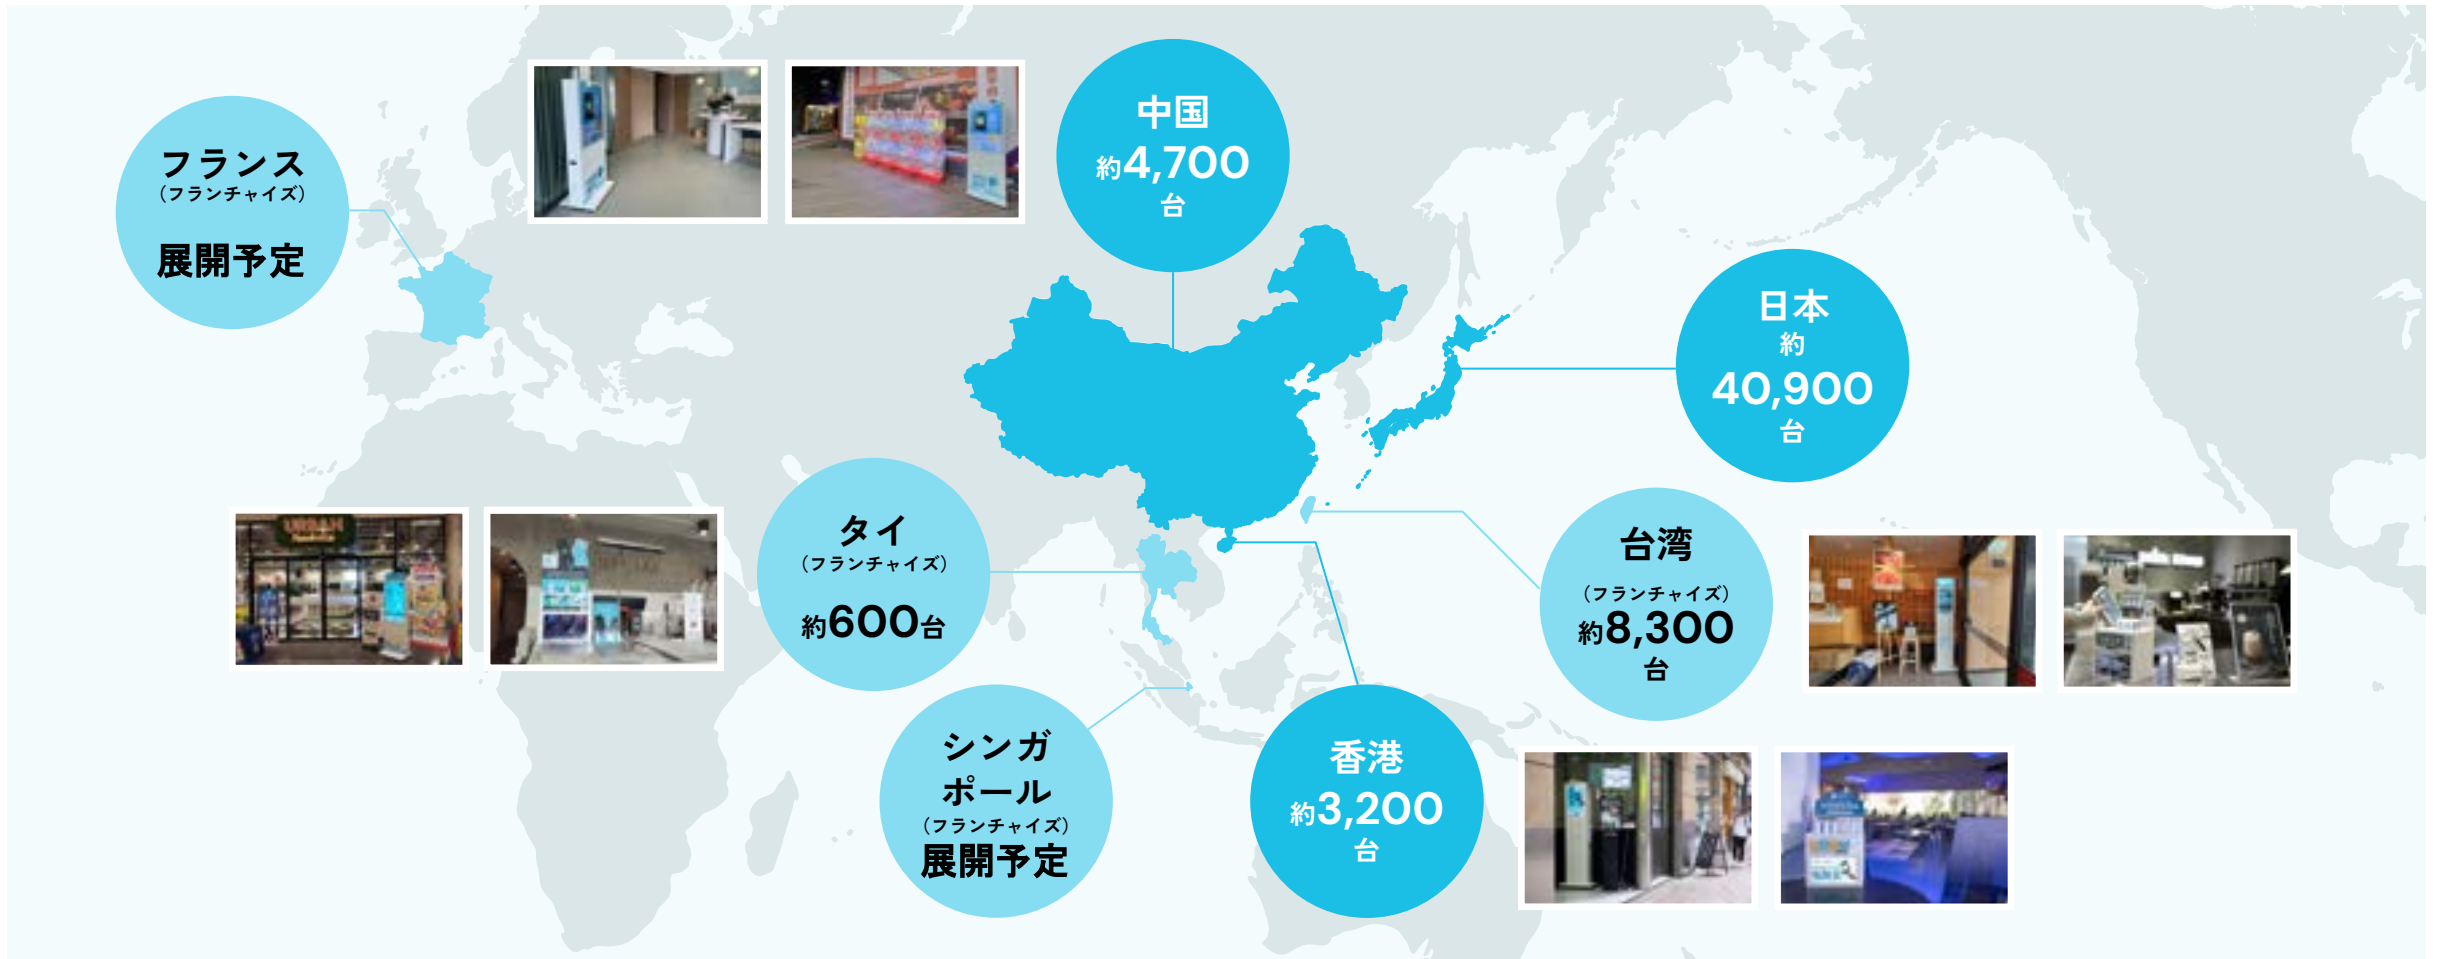 フランス
（フランチャイズ）
展開予定
中国
約4,700
台
日本
約
40,900
台
タイ
（フランチャイズ）
約600台
台湾
（フランチャイズ）
約8,300
台
シンガ
ポール
（フランチャイズ）
展開予定
香港
約3,200
台
URBAN